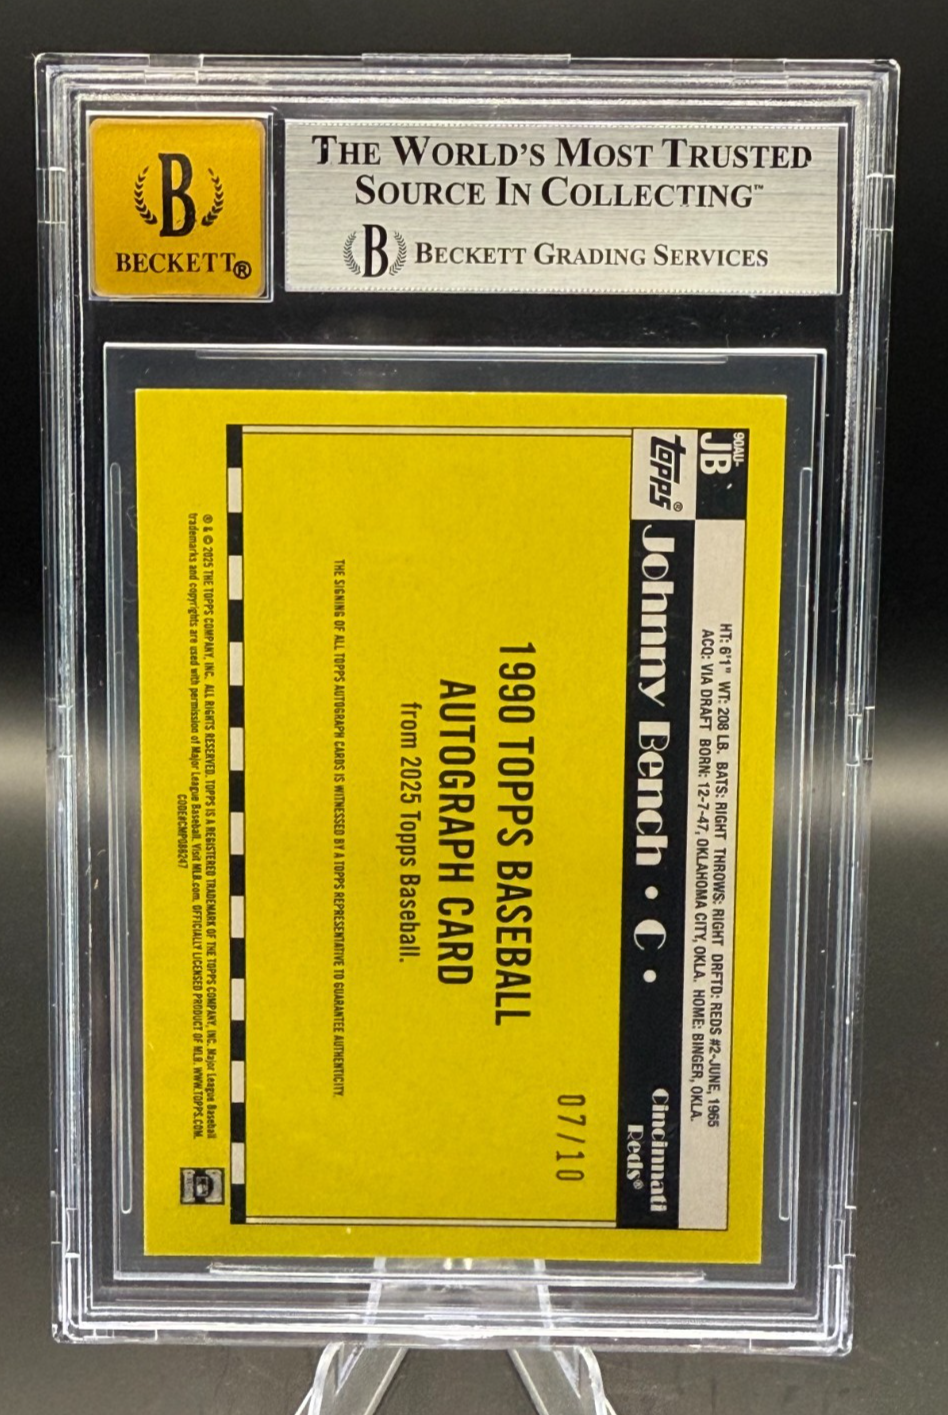 B
BECKETT®
THE WORLD'S MOST TRUSTED
SOURCE IN COLLECTING™
B BECKETT GRADING SERVICES
90AU-
JB
HT: 6'1" WT: 208 LB. BATS: RIGHT THROWS: RIGHT DRFTD: REDS #2-JUNE, 1965
ACQ: VIA DRAFT BORN: 12-7-47, OKLAHOMA CITY, OKLA. HOME: BINGER, OKLA.
topps®
Johnny Bench • C •
Cincinnati
Reds®
07/10
1990 TOPPS BASEBALL
AUTOGRAPH CARD
from 2025 Topps Baseball.
THE SIGNING OF ALL TOPPS AUTOGRAPH CARDS IS WITNESSED BY A TOPPS REPRESENTATIVE TO GUARANTEE AUTHENTICITY.
® & © 2025 THE TOPPS COMPANY, INC. ALL RIGHTS RESERVED. TOPPS IS A REGISTERED TRADEMARK OF THE TOPPS COMPANY, INC. Major League Baseball
trademarks and copyrights are used with permission of Major League Baseball. Visit MLB.com. OFFICIALLY LICENSED PRODUCT OF MLB. WWW.TOPPS.COM.
CODE#CMP086247